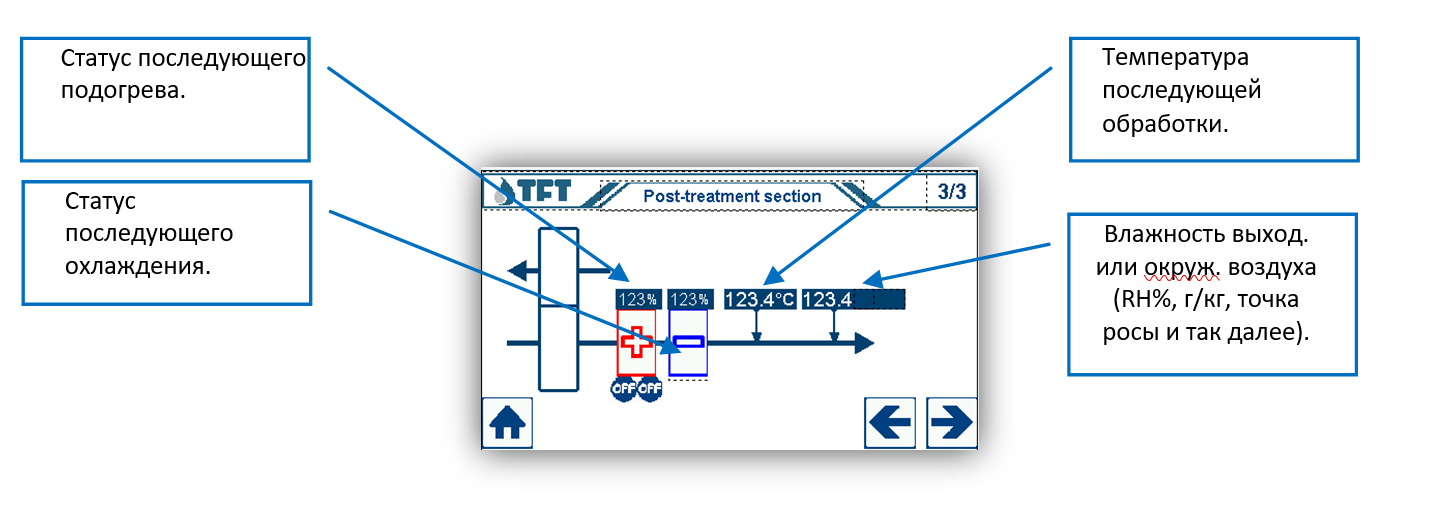 Статус последующего
подогрева.
Статус
последующего
охлаждения.
Температура
последующей
обработки.
Влажность выход.
или окруж. воздуха
(RH%, г/кг, точка
росы и так далее).
TFT
Post-treatment section
3/3
123%
123%
123.4°C
123.4
OFF
OFF